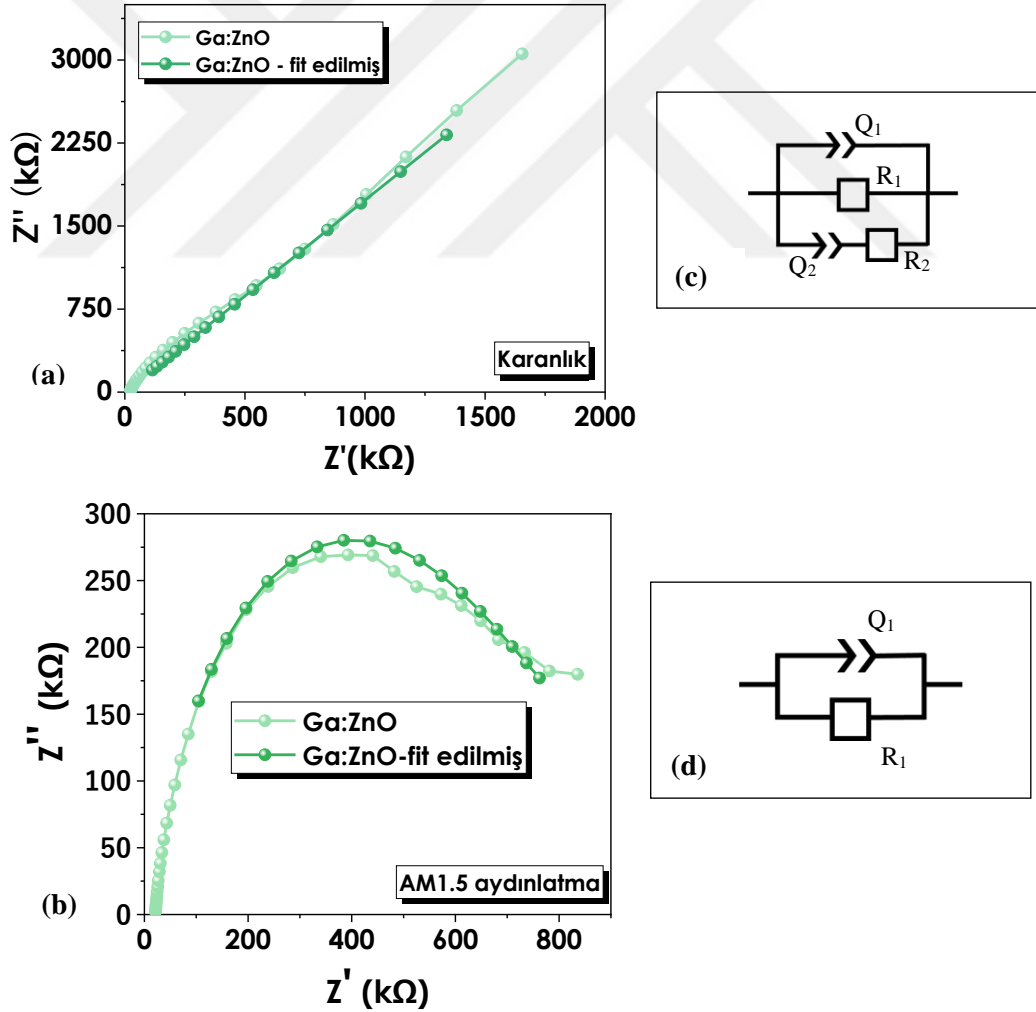 Ga:ZnO
Ga:ZnO - fit edilmiş
3000
2250
1500
750
0
Z'' (kΩ)
0 500 1000 1500 2000
Z'(kΩ)
Karanlık
(a)
Q1
R1
Q2
R2
(c)
300
250
200
150
100
50
0
Z'' (kΩ)
Ga:ZnO
Ga:ZnO-fit edilmiş
AM1.5 aydınlatma
(b)
0 200 400 600 800
Z' (kΩ)
Q1
R1
(d)